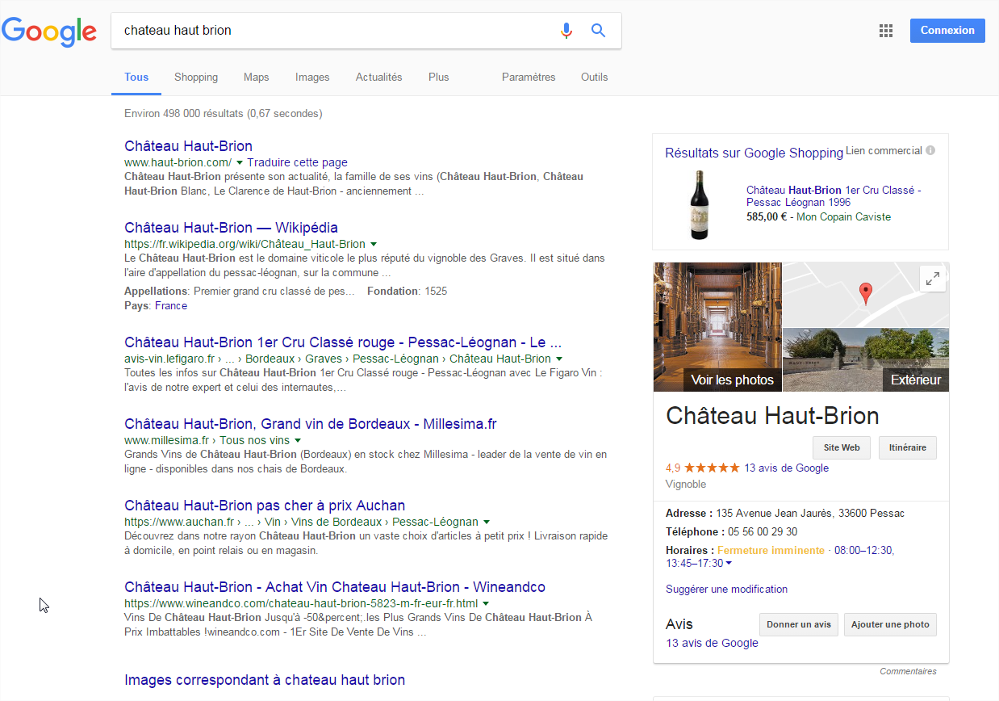 Google
chateau haut brion
Connexion
Tous Shopping Maps Images Actualités Plus Paramètres Outils
Environ 498 000 résultats (0,67 secondes)
Château Haut-Brion
www.haut-brion.com/ Traduire cette page
Château Haut-Brion présente son actualité, la famille de ses vins (Château Haut-Brion, Château
Haut-Brion Blanc, Le Clarence de Haut-Brion - anciennement ...
Château Haut-Brion — Wikipédia
https://fr.wikipedia.org/wiki/Château_Haut-Brion
Le Château Haut-Brion est le domaine viticole le plus réputé du vignoble des Graves. Il est situé dans
l'aire d'appellation du pessac-léognan, sur la commune ...
Appellations: Premier grand cru classé de pes... Fondation: 1525
Pays: France
Château Haut-Brion 1er Cru Classé rouge - Pessac-Léognan - Le ...
avis-vin.lefigaro.fr › ... › Bordeaux › Graves › Pessac-Léognan › Château Haut-Brion
Toutes les infos sur Château Haut-Brion 1er Cru Classé rouge - Pessac-Léognan avec Le Figaro Vin :
l'avis de notre expert et celui des internautes,...
Château Haut-Brion, Grand vin de Bordeaux - Millesima.fr
www.millesima.fr › Tous nos vins
Grands Vins de Château Haut-Brion (Bordeaux) en stock chez Millesima - leader de la vente de vin en
ligne - disponibles dans nos chais de Bordeaux.
Château Haut-Brion pas cher à prix Auchan
https://www.auchan.fr › ... › Vin › Vins de Bordeaux › Pessac-Léognan
Découvrez dans notre rayon Château Haut-Brion un vaste choix d'articles à petit prix ! Livraison rapide
à domicile, en point relais ou en magasin.
Château Haut-Brion - Achat Vin Chateau Haut-Brion - Wineandco
https://www.wineandco.com/chateau-haut-brion-5823-m-fr-eur-fr.html
Vins De Château Haut-Brion Jusqu'à -50&percent;.les Plus Grands Vins De Château Haut-Brion À
Prix Imbattables !wineandco.com - 1Er Site De Vente De Vins ...
Images correspondant à chateau haut brion
Résultats sur Google Shopping Lien commercial
Château Haut-Brion 1er Cru Classé -
Pessac Léognan 1996
585,00 € - Mon Copain Caviste
Voir les photos
Extérieur
Château Haut-Brion
Site Web Itinéraire
4,9 13 avis de Google
Vignoble
Adresse : 135 Avenue Jean Jaurès, 33600 Pessac
Téléphone : 05 56 00 29 30
Horaires : Fermeture imminente · 08:00–12:30,
13:45–17:30
Suggérer une modification
Avis Donner un avis Ajouter une photo
13 avis de Google
Commentaires